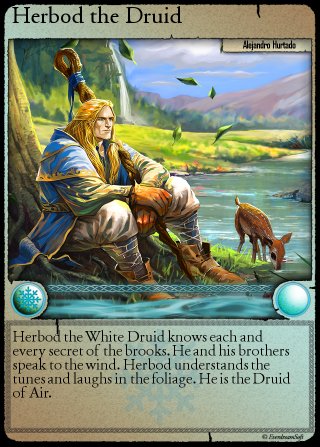 Herbod the Druid
Alejandro Hurtado
Herbod the White Druid knows each and
every secret of the brooks. He and his brothers
speak to the wind. Herbod understands the
tunes and laughs in the foliage. He is the Druid
of Air.
© EverdreamSoft